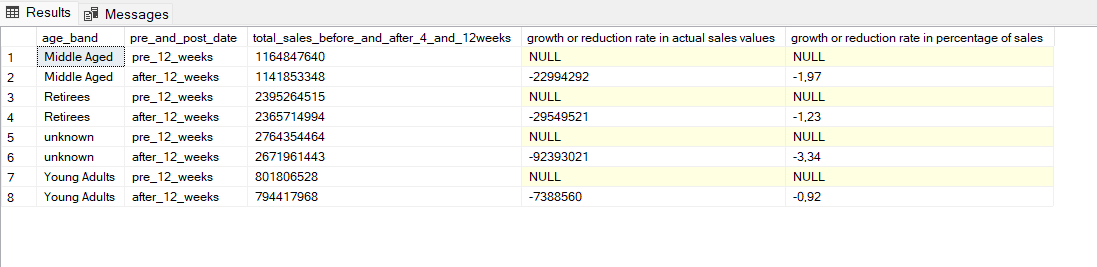 Results Messages
age_band pre_and_post_date total_sales_before_and_after_4_and_12weeks growth or reduction rate in actual sales values growth or reduction rate in percentage of sales
1 Middle Aged pre_12_weeks 1164847640 NULL NULL
2 Middle Aged after_12_weeks 1141853348 -22994292 -1,97
3 Retirees pre_12_weeks 2395264515 NULL NULL
4 Retirees after_12_weeks 2365714994 -29549521 -1,23
5 unknown pre_12_weeks 2764354464 NULL NULL
6 unknown after_12_weeks 2671961443 -92393021 -3,34
7 Young Adults pre_12_weeks 801806528 NULL NULL
8 Young Adults after_12_weeks 794417968 -7388560 -0,92